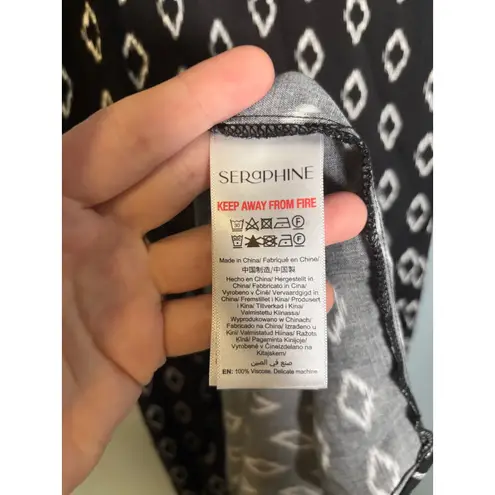 SERaPHINE
KEEP AWAY FROM FIRE
Made in China/ Fabriqué en Chine/
中国制造/中国製
Hecho en China/ Hergestellt in
China/ Fabbricato in Cina/
Vyrobeno v Číně/ Vervaardigd in
China/ Fremstillet i Kina/ Produsert
i Kina/ Tillverkad i Kina/
Valmistettu Kiinassa/
Wyprodukowano w Chinach/
Fabricado na China/ Izrađeno u
Kini/ Valmistatud Hiinas/ Ražots
Ķīnā/ Pagaminta Kinijoje/
Vyrobené v Číne/Izdelano na
Kitajskem/
صنع في الصين
EN: 100% Viscose. Delicate machine